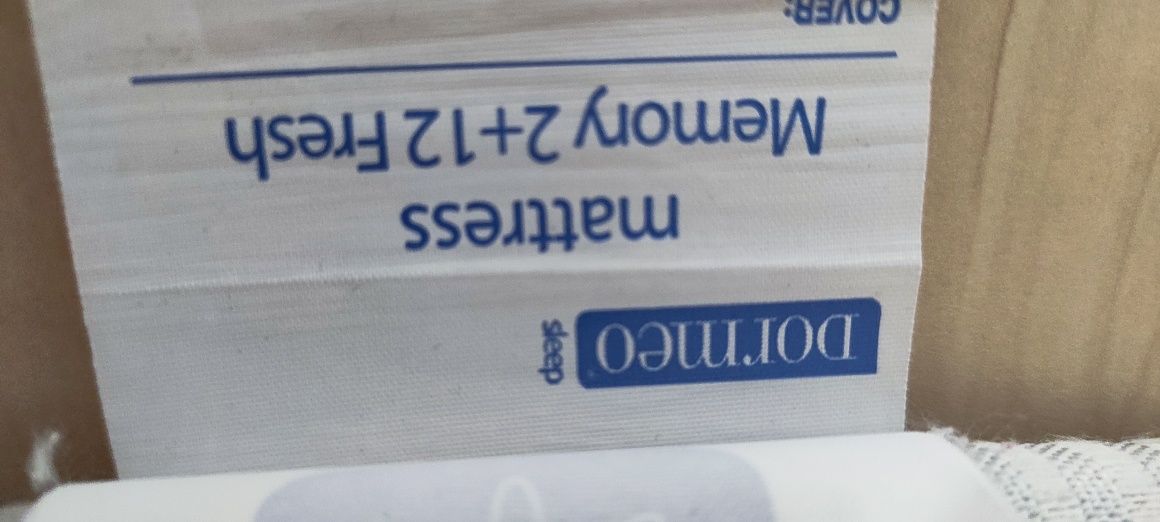 Dormeo
sleep
mattress
Memory 2+12 Fresh
COVER: